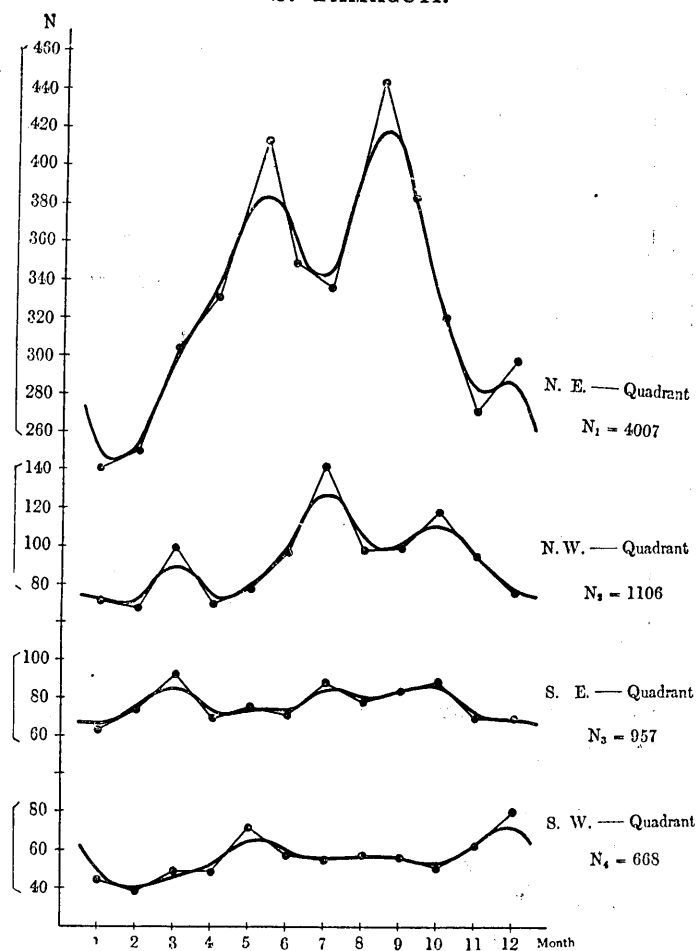 N
460
440
420
400
380
360
340
320
300
280
260
N. E. — Quadrant
N₁ = 4007
140
120
100
80
N. W. — Quadrant
N₂ = 1106
100
80
60
S. E. — Quadrant
N₃ = 957
80
60
40
S. W. — Quadrant
N₄ = 668
1 2 3 4 5 6 7 8 9 10 11 12 Month